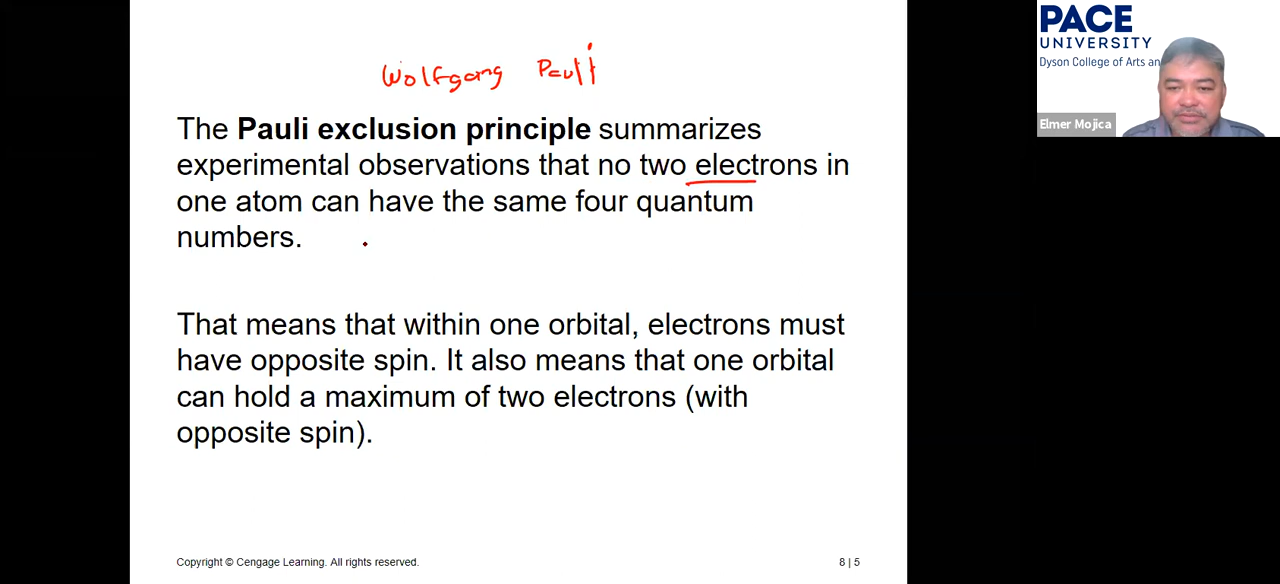 Wolfgang Pauli
The Pauli exclusion principle summarizes
experimental observations that no two electrons in
one atom can have the same four quantum
numbers.
That means that within one orbital, electrons must
have opposite spin. It also means that one orbital
can hold a maximum of two electrons (with
opposite spin).
Copyright © Cengage Learning. All rights reserved.
8 | 5
PACE
UNIVERSITY
Dyson College of Arts an
Elmer Mojica